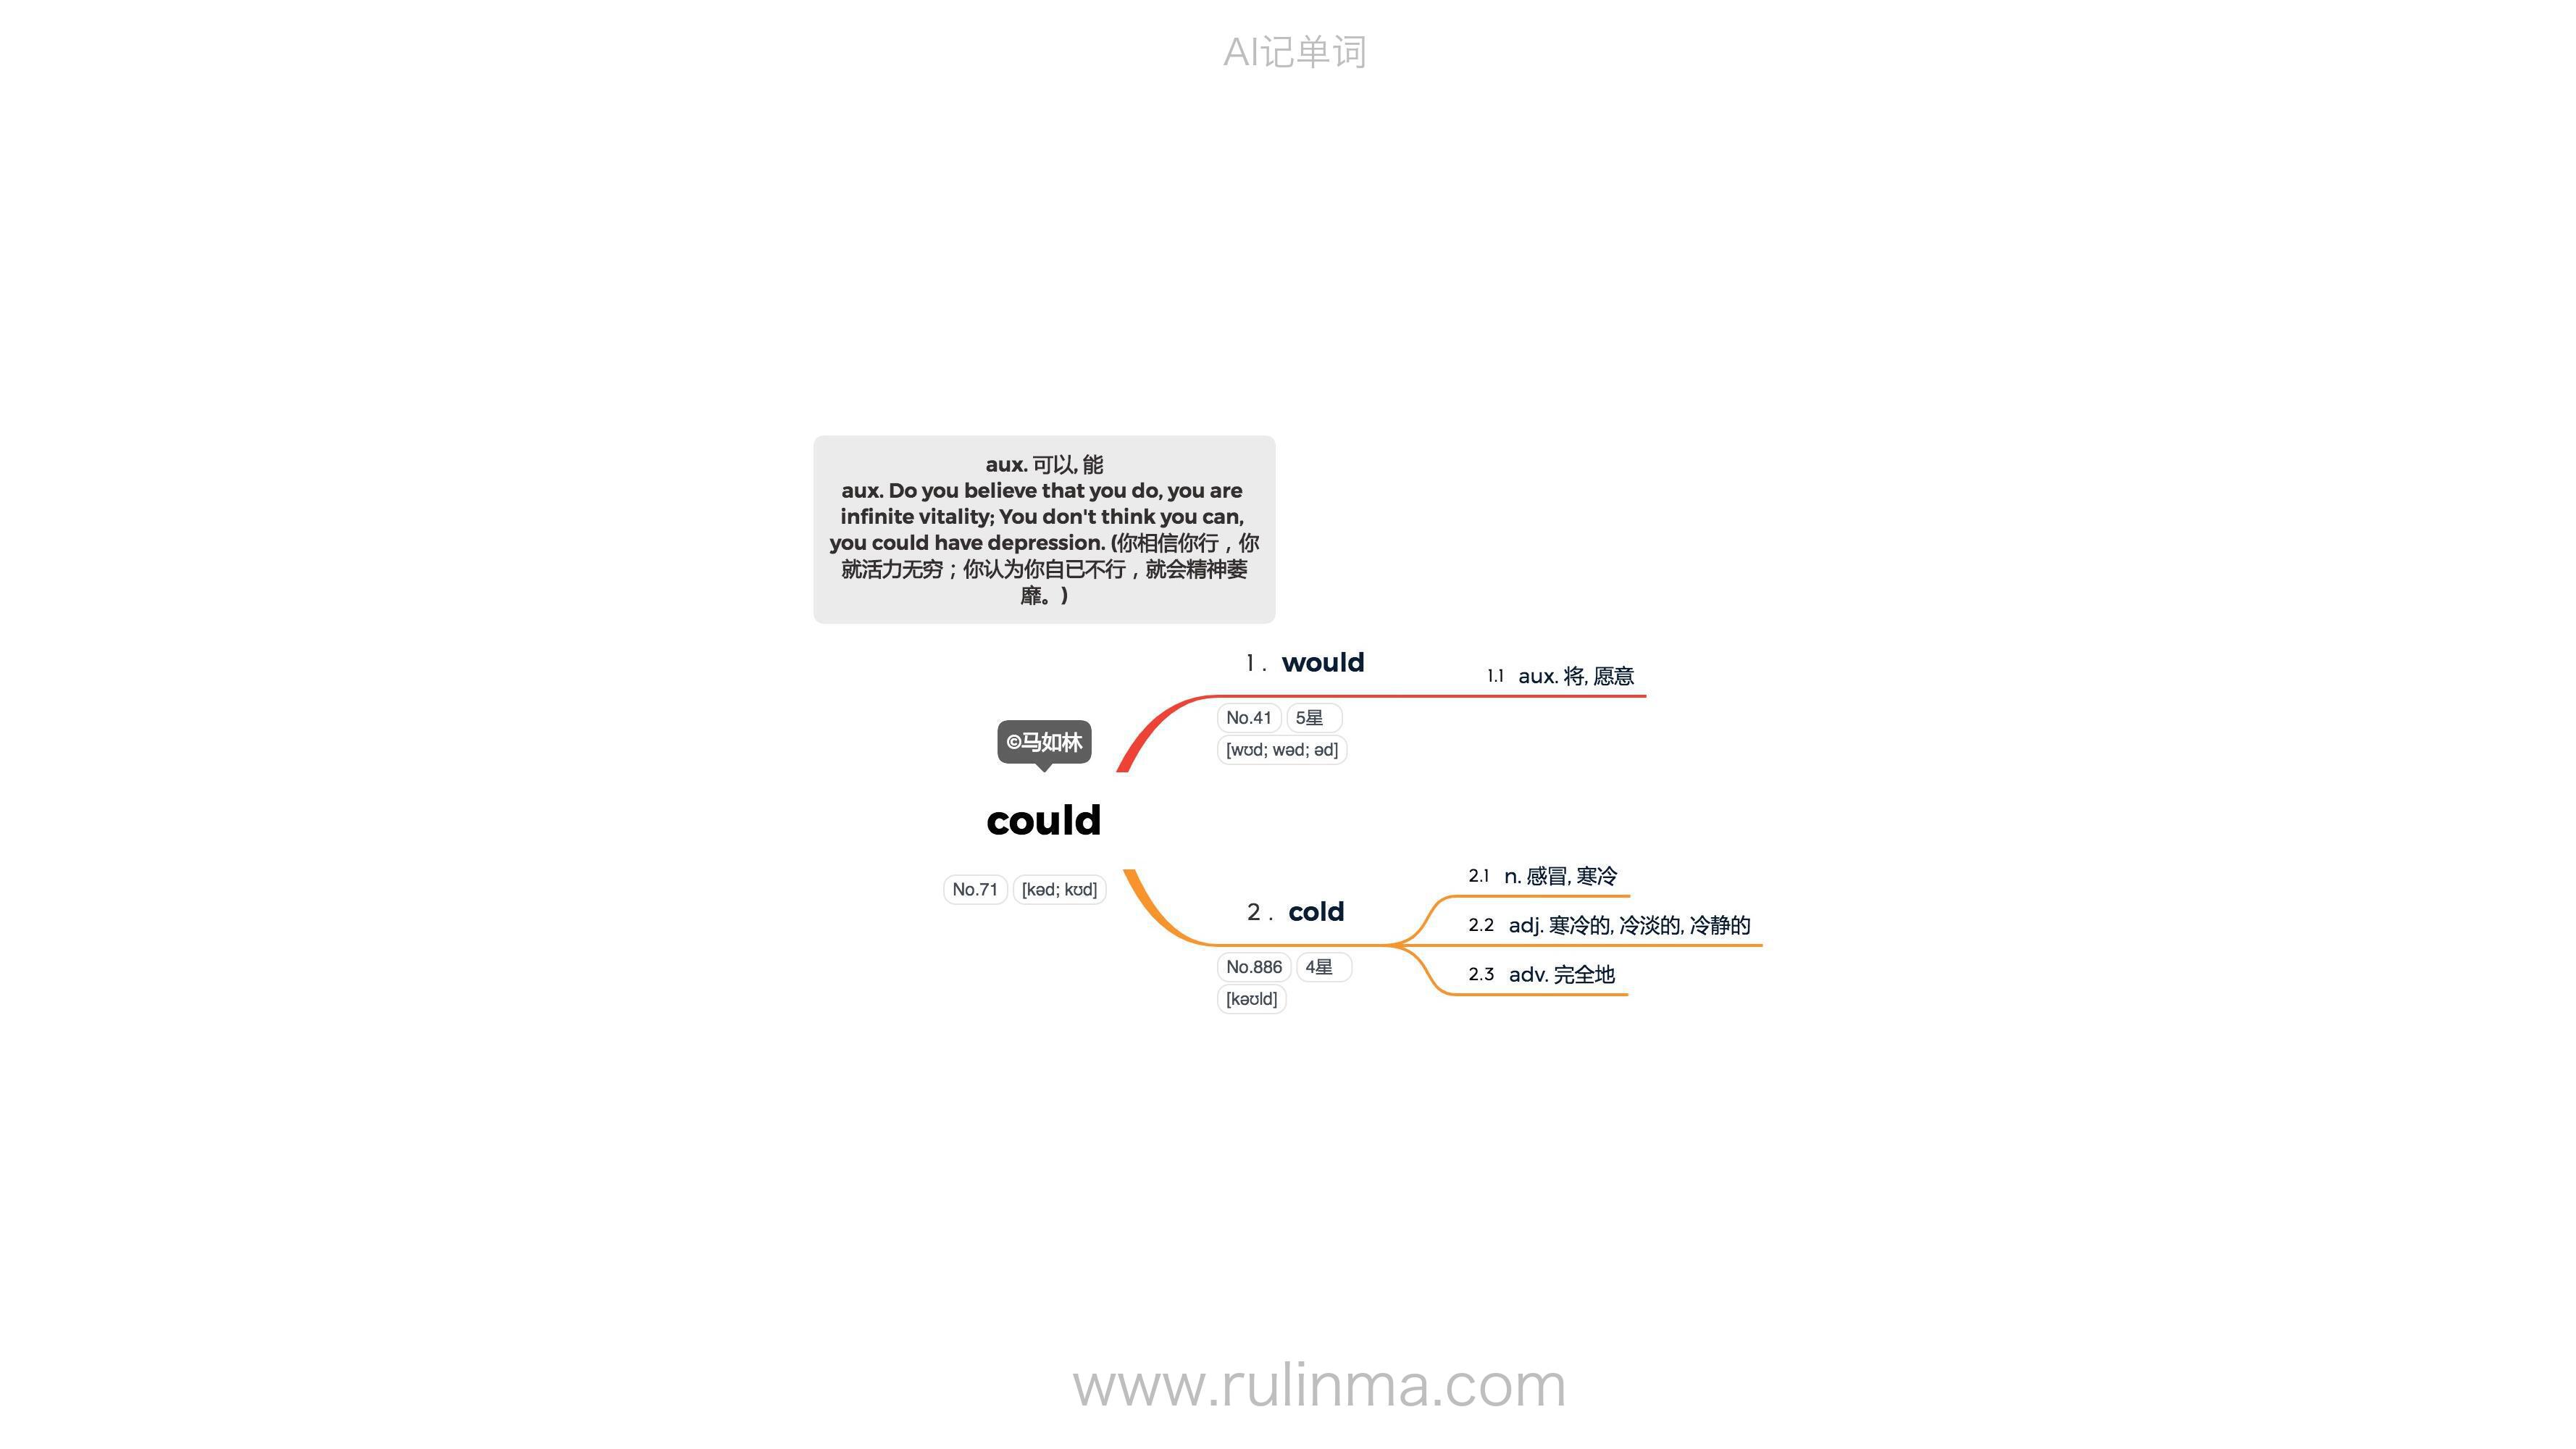 AI记单词
aux. 可以, 能
aux. Do you believe that you do, you are
infinite vitality; You don't think you can,
you could have depression. (你相信你行，你
就活力无穷；你认为你自己不行，就会精神萎
靡。)
1 . would
1.1 aux. 将, 愿意
No.41 5星
[wʊd; wəd; əd]
©马如林
could
No.71 [kəd; kʊd]
2 . cold
2.1 n. 感冒, 寒冷
2.2 adj. 寒冷的, 冷淡的, 冷静的
2.3 adv. 完全地
No.886 4星
[kəʊld]
www.rulinma.com